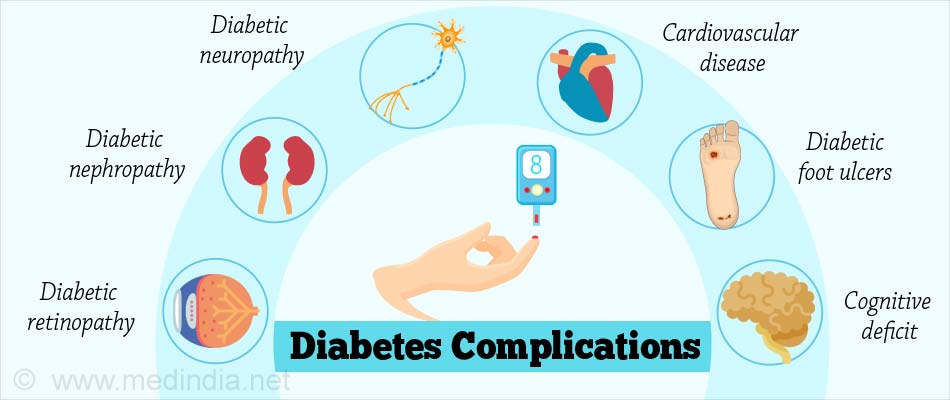 Diabetic
neuropathy
Cardiovascular
disease
Diabetic
nephropathy
8
Diabetic
foot ulcers
Diabetic
retinopathy
Cognitive
deficit
Diabetes Complications
© www.medindia.net